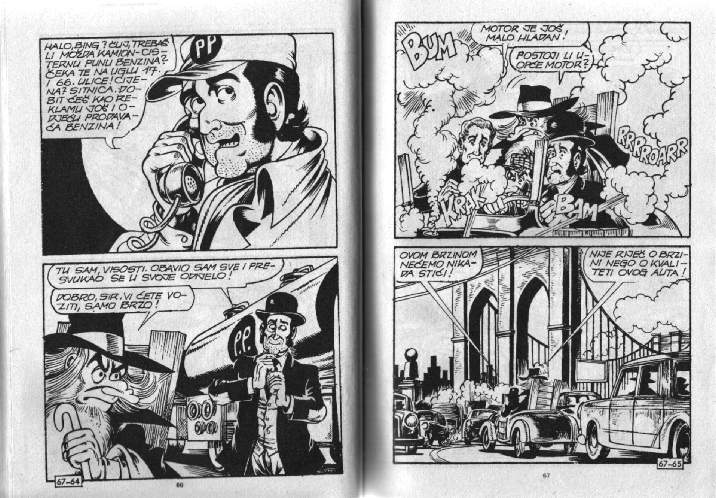 HALO, BING? ČUJ, TREBAŠ
LI MOŽDA KAMION-CIS-
TERNU PUNU BENZINA?
ČEKA TE NA UGLU 17.
I 66. ULICE! CIJE-
NA? SITNICA. DO-
BIT ĆEŠ KAO RE-
KLAMU JOŠ I O-
DJEĆU PRODAVA-
ČA BENZINA!
PP
TU SAM, VISOSTI. OBAVIO SAM SVE I PRE-
SVUKAO SE U SVOJE ODIJELO!
DOBRO, SIR, VI ĆETE VO-
ZITI, SAMO BRZO!
P.P.
67-64
66
MOTOR JE JOŠ
MALO HLADAN!
POSTOJI LI U-
OPĆE MOTOR?
BUM
RRRROARR
KRAK
BAM
OVOM BRZINOM
NEĆEMO NIKA-
DA STIĆI!
NIJE RIJEČ O BRZI-
NI NEGO O KVALI-
TETI OVOG AUTA!
67
67-65